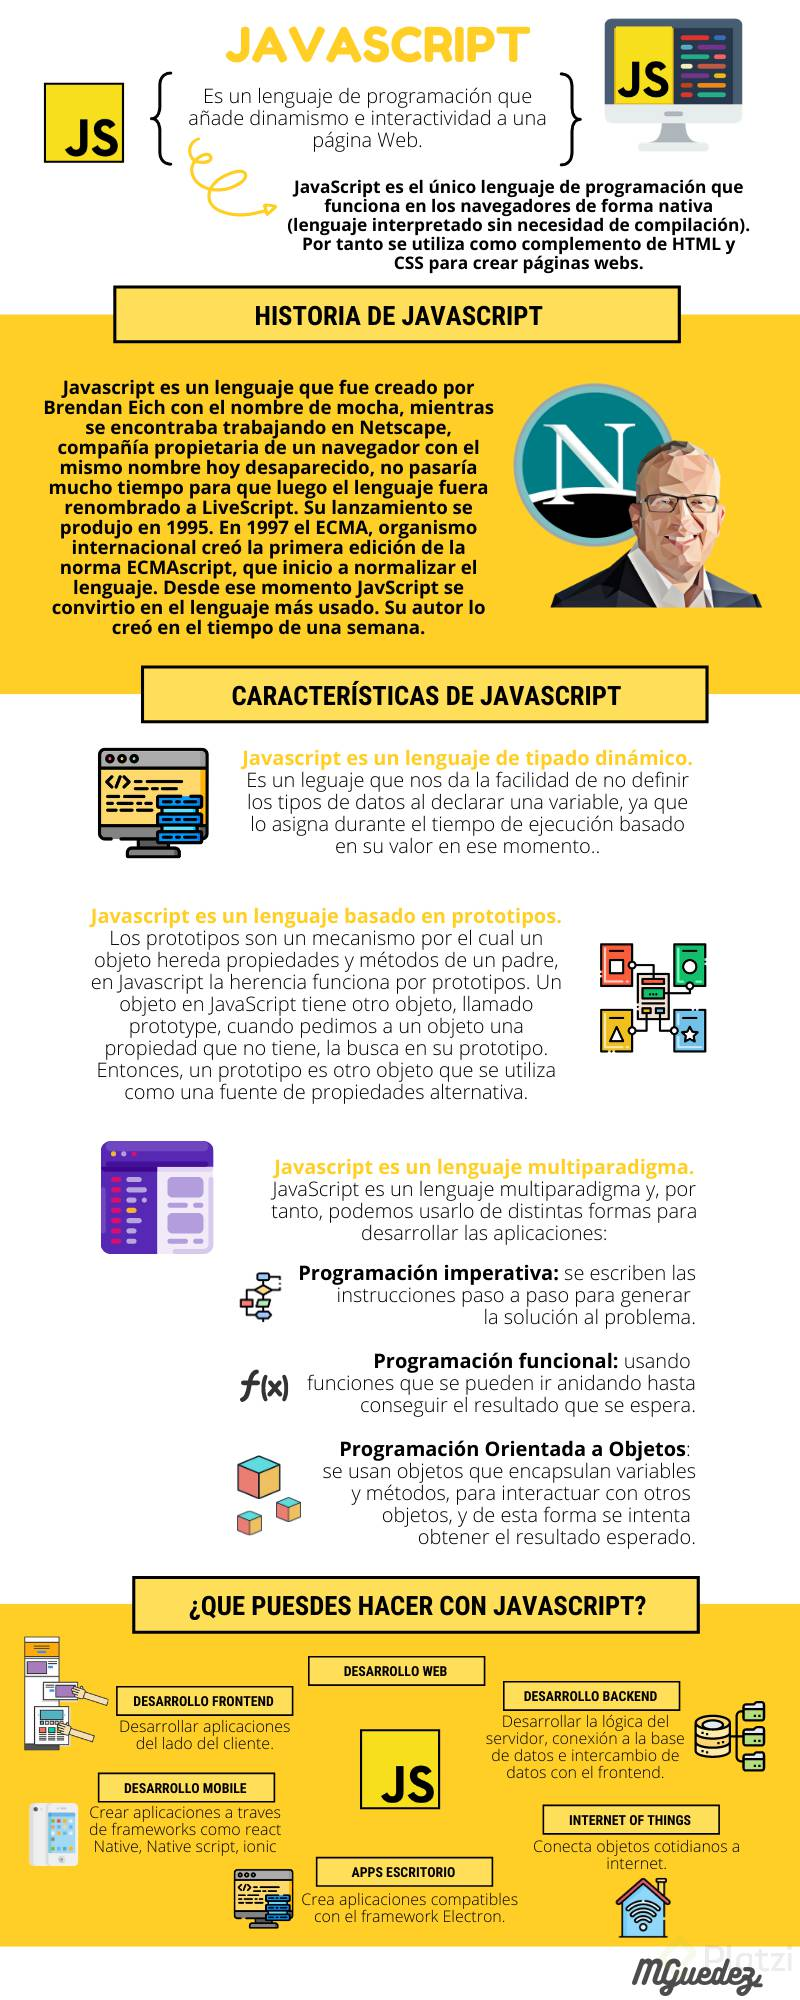 JAVASCRIPT
JS
Es un lenguaje de programación que
añade dinamismo e interactividad a una
página Web.
JS
JavaScript es el único lenguaje de programación que
funciona en los navegadores de forma nativa
(lenguaje interpretado sin necesidad de compilación).
Por tanto se utiliza como complemento de HTML y
CSS para crear páginas webs.
HISTORIA DE JAVASCRIPT
Javascript es un lenguaje que fue creado por
Brendan Eich con el nombre de mocha, mientras
se encontraba trabajando en Netscape,
compañía propietaria de un navegador con el
mismo nombre hoy desaparecido, no pasaría
mucho tiempo para que luego el lenguaje fuera
renombrado a LiveScript. Su lanzamiento se
produjo en 1995. En 1997 el ECMA, organismo
internacional creó la primera edición de la
norma ECMAscript, que inicio a normalizar el
lenguaje. Desde ese momento JavScript se
convirtio en el lenguaje más usado. Su autor lo
creó en el tiempo de una semana.
N
CARACTERÍSTICAS DE JAVASCRIPT
</>
Javascript es un lenguaje de tipado dinámico.
Es un leguaje que nos da la facilidad de no definir
los tipos de datos al declarar una variable, ya que
lo asigna durante el tiempo de ejecución basado
en su valor en ese momento..
Javascript es un lenguaje basado en prototipos.
Los prototipos son un mecanismo por el cual un
objeto hereda propiedades y métodos de un padre,
en Javascript la herencia funciona por prototipos. Un
objeto en JavaScript tiene otro objeto, llamado
prototype, cuando pedimos a un objeto una
propiedad que no tiene, la busca en su prototipo.
Entonces, un prototipo es otro objeto que se utiliza
como una fuente de propiedades alternativa.
Javascript es un lenguaje multiparadigma.
JavaScript es un lenguaje multiparadigma y, por
tanto, podemos usarlo de distintas formas para
desarrollar las aplicaciones:
Programación imperativa: se escriben las
instrucciones paso a paso para generar
la solución al problema.
f(x)
Programación funcional: usando
funciones que se pueden ir anidando hasta
conseguir el resultado que se espera.
Programación Orientada a Objetos:
se usan objetos que encapsulan variables
y métodos, para interactuar con otros
objetos, y de esta forma se intenta
obtener el resultado esperado.
¿QUE PUESDES HACER CON JAVASCRIPT?
DESARROLLO WEB
DESARROLLO FRONTEND
Desarrollar aplicaciones
del lado del cliente.
DESARROLLO BACKEND
Desarrollar la lógica del
servidor, conexión a la base
de datos e intercambio de
datos con el frontend.
JS
DESARROLLO MOBILE
Crear aplicaciones a traves
de frameworks como react
Native, Native script, ionic
INTERNET OF THINGS
Conecta objetos cotidianos a
internet.
APPS ESCRITORIO
</>
Crea aplicaciones compatibles
con el framework Electron.
Platzi
MGuedez